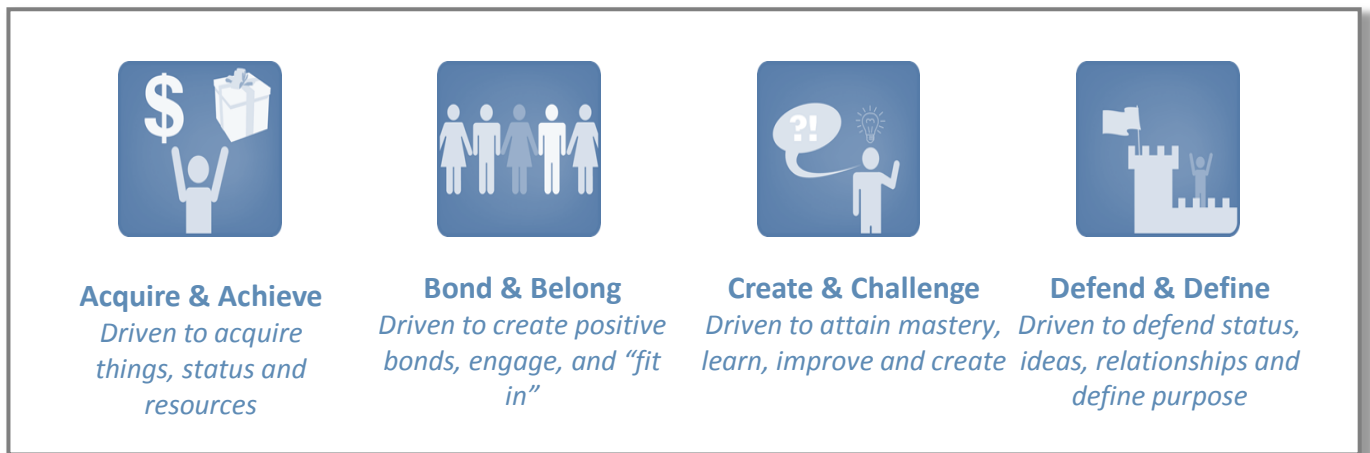 $
Acquire & Achieve
Driven to acquire
things, status and
resources
Bond & Belong
Driven to create positive
bonds, engage, and “fit
in”
?!
Create & Challenge
Driven to attain mastery,
learn, improve and create
Defend & Define
Driven to defend status,
ideas, relationships and
define purpose